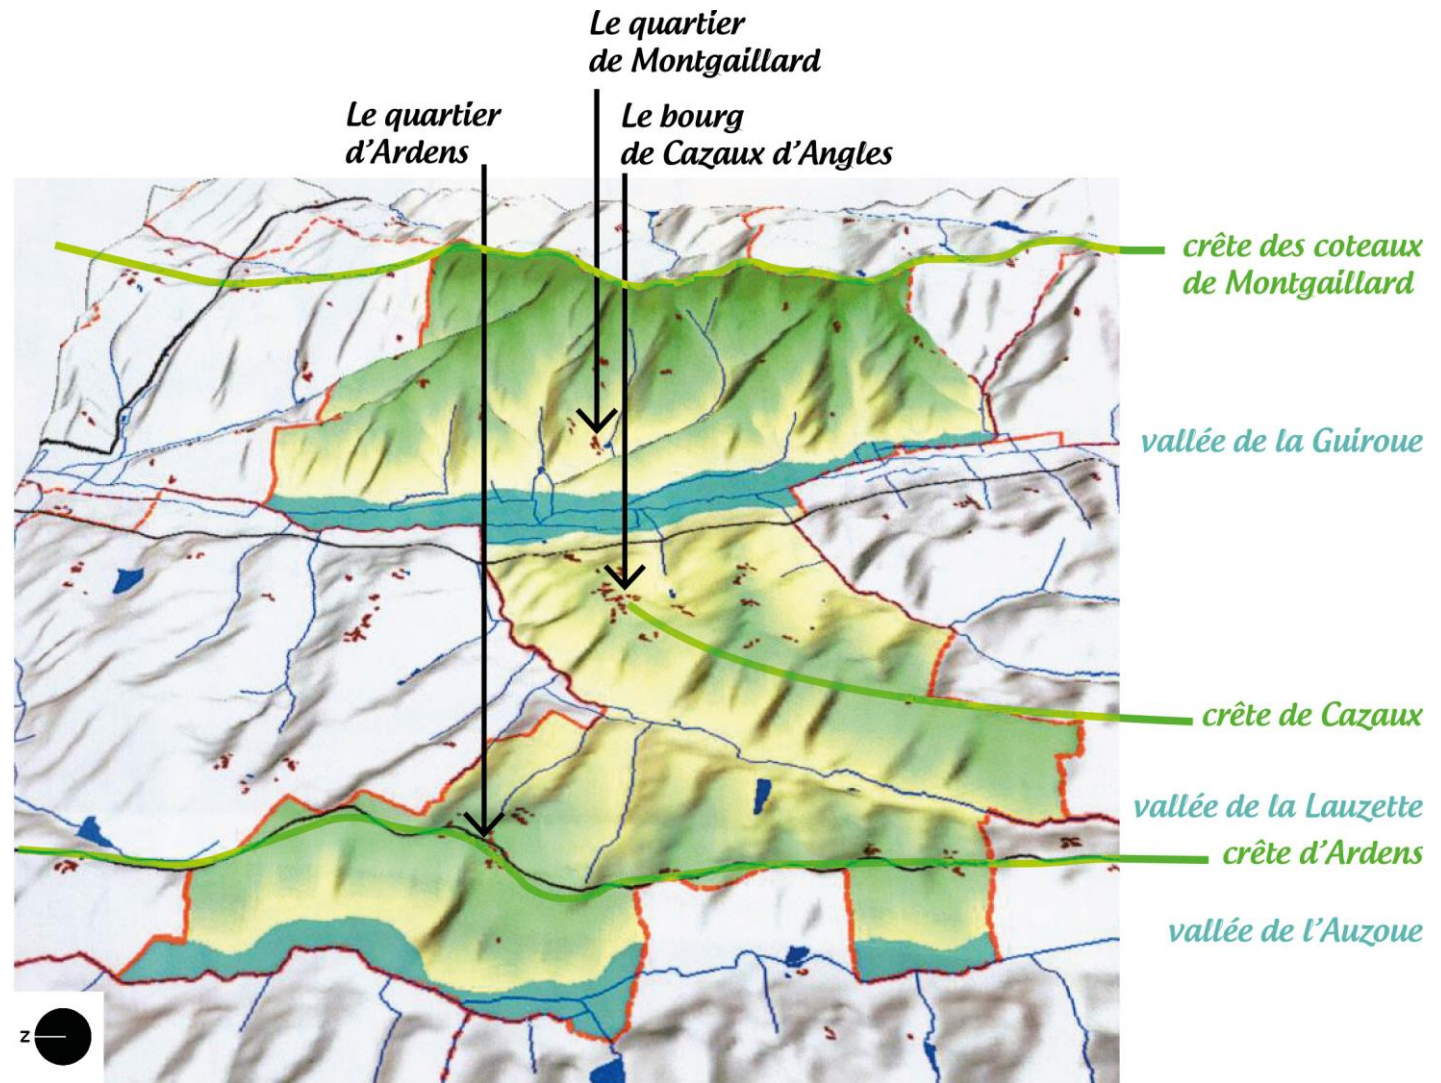 Le quartier
de Montgaillard
Le quartier
d'Ardens
Le bourg
de Cazaux d'Angles
crête des coteaux
de Montgaillard
vallée de la Guiroue
crête de Cazaux
vallée de la Lauzette
crête d'Ardens
vallée de l'Auzoue
Z